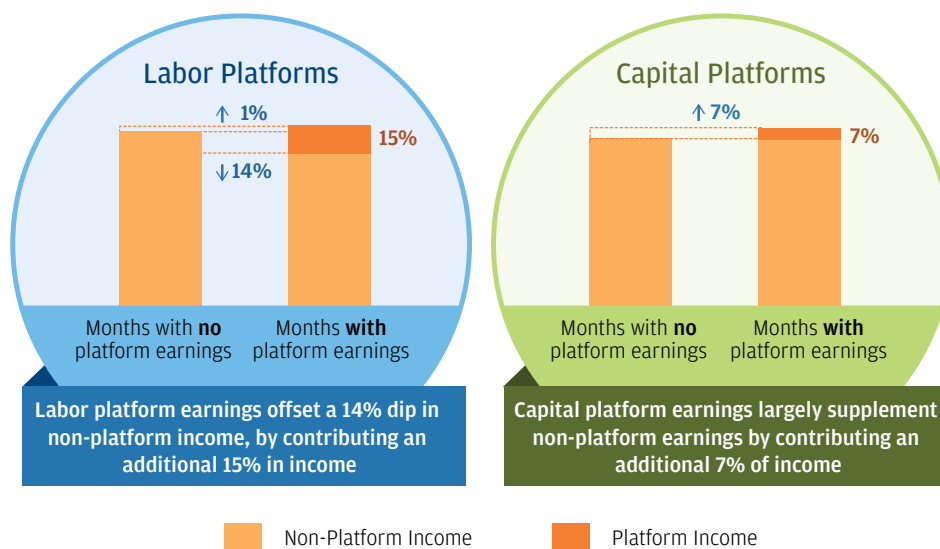 Labor Platforms
↑ 1%
15%
↓ 14%
Months with no
platform earnings
Months with
platform earnings
Labor platform earnings offset a 14% dip in
non-platform income, by contributing an
additional 15% in income
Capital Platforms
↑ 7%
7%
Months with no
platform earnings
Months with
platform earnings
Capital platform earnings largely supplement
non-platform earnings by contributing an
additional 7% of income
Non-Platform Income
Platform Income